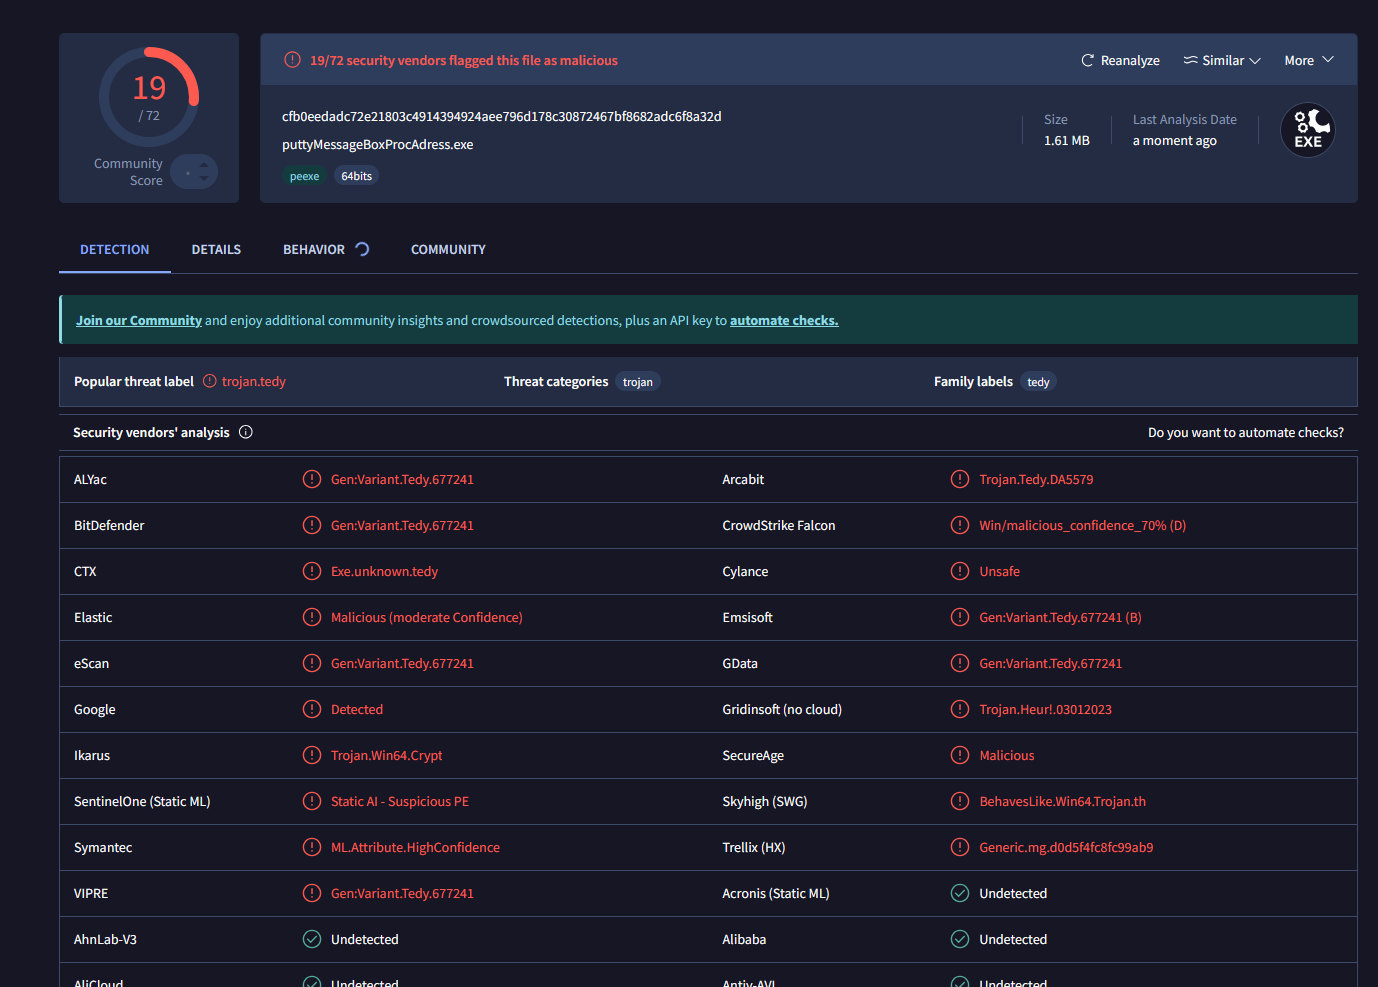 19
/ 72
Community
Score
19/72 security vendors flagged this file as malicious
Reanalyze
Similar
More
cfb0eedadc72e21803c4914394924aee796d178c30872467bf8682adc6f8a32d
puttyMessageBoxProcAdress.exe
peexe
64bits
Size
1.61 MB
Last Analysis Date
a moment ago
EXE
DETECTION
DETAILS
BEHAVIOR
COMMUNITY
Join our Community and enjoy additional community insights and crowdsourced detections, plus an API key to automate checks.
Popular threat label trojan.tedy
Threat categories trojan
Family labels tedy
Security vendors' analysis
Do you want to automate checks?
ALYac Gen:Variant.Tedy.677241 Arcabit Trojan.Tedy.DA5579
BitDefender Gen:Variant.Tedy.677241 CrowdStrike Falcon Win/malicious_confidence_70% (D)
CTX Exe.unknown.tedy Cylance Unsafe
Elastic Malicious (moderate Confidence) Emsisoft Gen:Variant.Tedy.677241 (B)
eScan Gen:Variant.Tedy.677241 GData Gen:Variant.Tedy.677241
Google Detected Gridinsoft (no cloud) Trojan.Heur!.03012023
Ikarus Trojan.Win64.Crypt SecureAge Malicious
SentinelOne (Static ML) Static AI - Suspicious PE Skyhigh (SWG) BehavesLike.Win64.Trojan.th
Symantec ML.Attribute.HighConfidence Trellix (HX) Generic.mg.d0d5f4fc8fc99ab9
VIPRE Gen:Variant.Tedy.677241 Acronis (Static ML) Undetected
AhnLab-V3 Undetected Alibaba Undetected
AliCloud Undetected Antiy-AVL Undetected